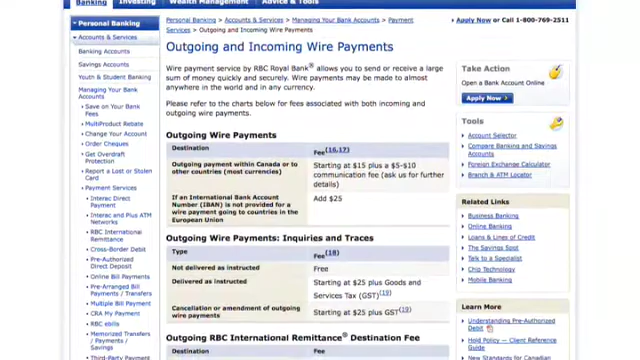 Banking
Investing
Wealth Management
Advice & Tools
Personal Banking
Accounts & Services
Banking Accounts
Savings Accounts
Youth & Student Banking
Managing Your Bank
Accounts
Save on Your Bank
Fees
MultiProduct Rebate
Change Your Account
Order Cheques
Get Overdraft
Protection
Report a Lost or Stolen
Card
Payment Services
Interac Direct
Payment
Interac and Plus ATM
Networks
RBC International
Remittance
Cross-Border Debit
Pre-Authorized
Direct Deposit
Online Bill Payments
Pre-Arranged Bill
Payments / Transfers
Multiple Bill Payment
CRA My Payment
RBC ebills
Memorized Transfers
/ Payments on This
Third-Party Payment
Personal Banking > Accounts & Services > Managing Your Bank Accounts > Payment
Services > Outgoing and Incoming Wire Payments
Outgoing and Incoming Wire Payments
Wire payment service by RBC Royal Bank® allows you to send or receive a large
sum of money quickly and securely. Wire payments may be made to almost
anywhere in the world and in any currency.
Please refer to the charts below for fees associated with both incoming and
outgoing wire payments.
Outgoing Wire Payments
Destination Fee(16,17)
Outgoing payment within Canada or to
other countries (most currencies)
Starting at $15 plus a $5-$10
communication fee (ask us for further
details)
If an International Bank Account
Number (IBAN) is not provided for a
wire payment going to countries in the
European Union
Add $25
Outgoing Wire Payments: Inquiries and Traces
Type Fee(18)
Not delivered as instructed Free
Delivered as instructed Starting at $25 plus Goods and
Services Tax (GST)(19)
Cancellation or amendment of outgoing
wire payments
Starting at $25 plus GST(19)
Outgoing RBC International Remittance® Destination Fee
Destination Fee
Apply Now or Call 1-800-769-2511
Take Action
Open a Bank Account Online
Apply Now
Tools
Account Selector
Compare Banking and Savings
Accounts
Foreign Exchange Calculator
Branch & ATM Locator
Related Links
Business Banking
Online Banking
Loans & Lines of Credit
The Savings Spot
Talk to a Specialist
Chip Technology
Mobile Banking
Learn More
Understanding Pre-Authorized
Debit
Hold Policy — Client Reference
Guide
New Standards for Canadian